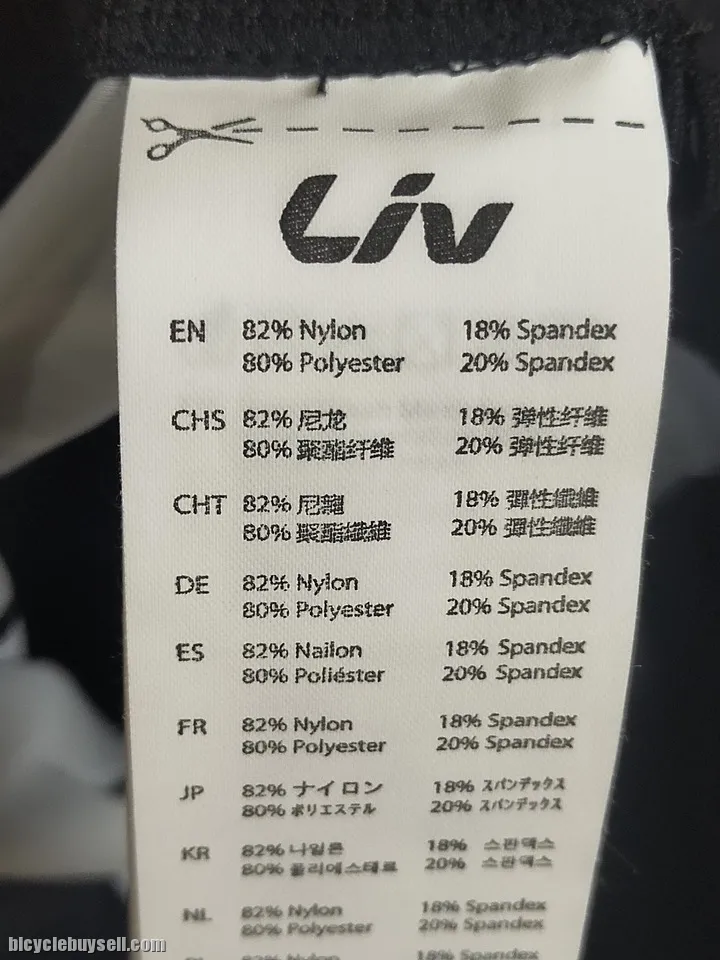 Liv
EN 82% Nylon 18% Spandex
80% Polyester 20% Spandex
CHS 82% 尼龙 18% 弹性纤维
80% 聚酯纤维 20% 弹性纤维
CHT 82% 尼龍 18% 彈性纖維
80% 聚酯纖維 20% 彈性纖維
DE 82% Nylon 18% Spandex
80% Polyester 20% Spandex
ES 82% Nailon 18% Spandex
80% Poliéster 20% Spandex
FR 82% Nylon 18% Spandex
80% Polyester 20% Spandex
JP 82% ナイロン 18% スパンデックス
80% ポリエステル 20% スパンデックス
KR 82% 나일론 18% 스판덱스
80% 폴리에스테르 20% 스판덱스
NL 82% Nylon 18% Spandex
80% Polyester 20% Spandex
82% Nylon 18% Spandex
bicyclebuysell.com